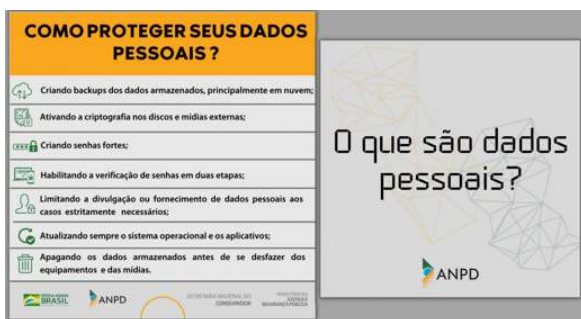 COMO PROTEGER SEUS DADOS
PESSOAIS ?
Criando backups dos dados armazenados, principalmente em nuvem;
Ativando a criptografia nos discos e mídias externas;
Criando senhas fortes;
Habilitando a verificação de senhas em duas etapas;
Limitando a divulgação ou fornecimento de dados pessoais aos
casos estritamente necessários;
Atualizando sempre o sistema operacional e os aplicativos;
Apagando os dados armazenados antes de se desfazer dos
equipamentos e das mídias.
BRASIL
ANPD
SECRETARIA NACIONAL DO
CONSUMIDOR
SEGURANÇA PÚBLICA
O que são dados
pessoais?
ANPD